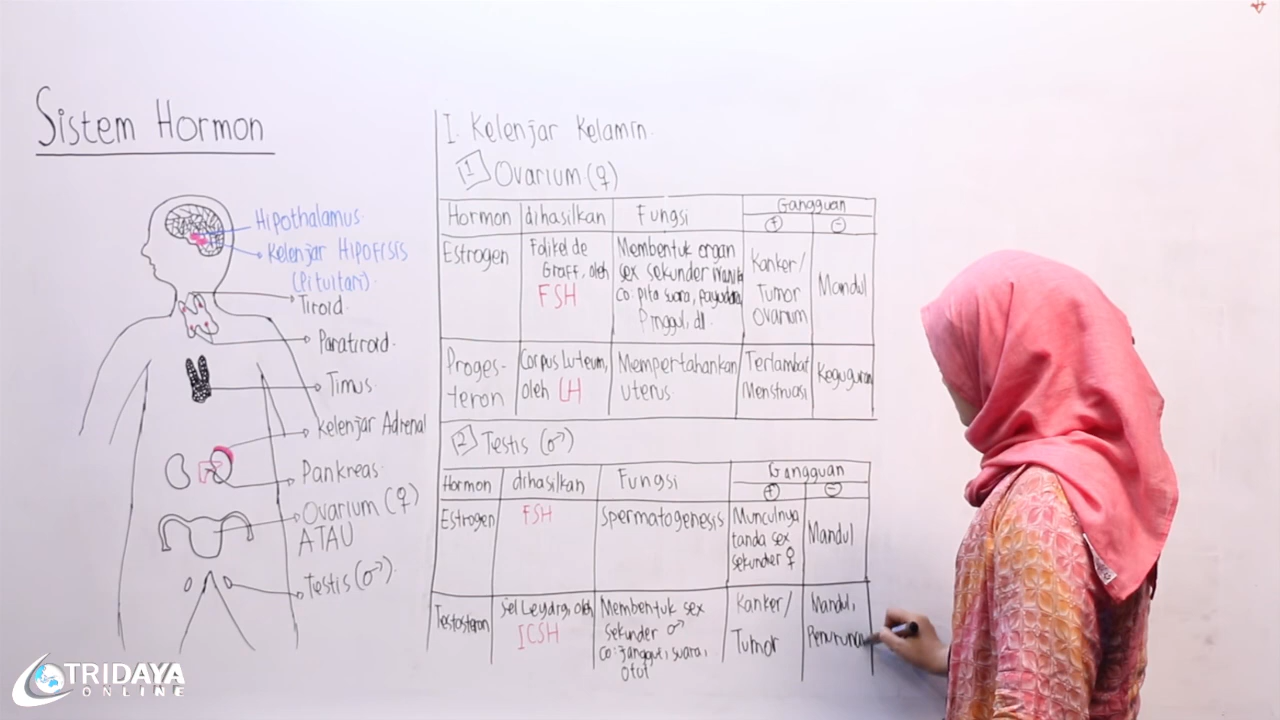 Sistem Hormon
Hipothalamus
Kelenjar Hipofisis
(Pituitari)
Tiroid
Paratiroid
Timus
Kelenjar Adrenal
Pankreas
Ovarium (♀)
ATAU
Testis (♂)
I. Kelenjar Kelamin
1 Ovarium (♀)
Hormon dihasilkan Fungsi Gangguan
+ -
Estrogen
Folikel de
Graff, oleh
FSH
Membentuk organ
sex sekunder wanita
co: pita suara, payudara,
Pinggul, dll.
Kanker/
Tumor
Ovarium
Mandul
Proges-
teron
Corpus Luteum,
oleh LH
Mempertahankan
uterus
Terlambat
Menstruasi
Keguguran
2 Testis (♂)
Hormon dihasilkan Fungsi Gangguan
+ -
Estrogen
FSH
Spermatogenesis
Munculnya
tanda sex
sekunder ♀
Mandul
Testosteron
Sel Leydig, oleh
ICSH
Membentuk sex
sekunder ♂
co: janggut, suara,
Otot
Kanker/
Tumor
Mandul,
Penurunan
TRIDAYA
ONLINE